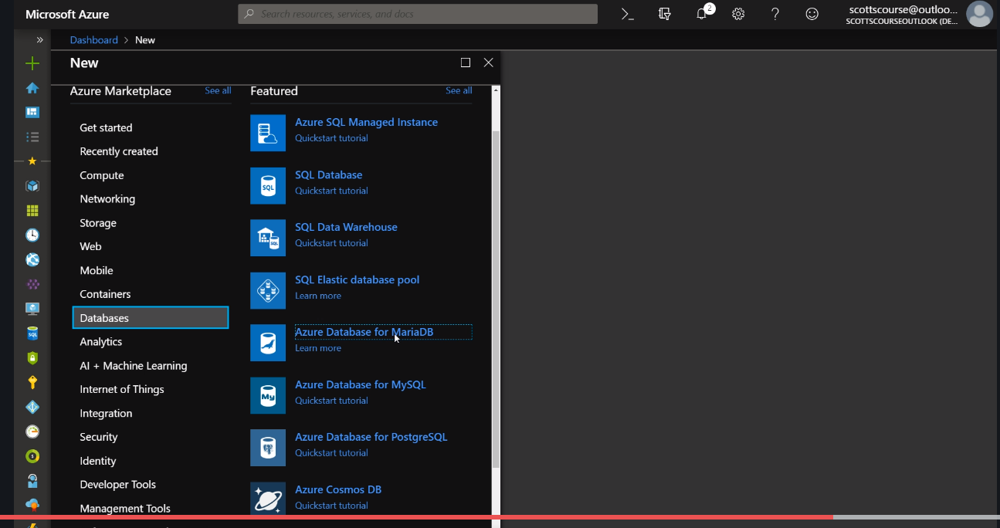 Microsoft Azure
Search resources, services, and docs
2
scottscourse@outloo...
SCOTTSCOURSEOUTLOOK (DE...
Dashboard > New
New
Azure Marketplace See all
Featured See all
Get started
Recently created
Compute
Networking
Storage
Web
Mobile
Containers
Databases
Analytics
AI + Machine Learning
Internet of Things
Integration
Security
Identity
Developer Tools
Management Tools
Azure SQL Managed Instance
Quickstart tutorial
SQL
SQL Database
Quickstart tutorial
SQL
SQL Data Warehouse
Quickstart tutorial
SQL Elastic database pool
Learn more
Azure Database for MariaDB
Learn more
My
Azure Database for MySQL
Quickstart tutorial
Azure Database for PostgreSQL
Quickstart tutorial
Azure Cosmos DB
Quickstart tutorial
SQL